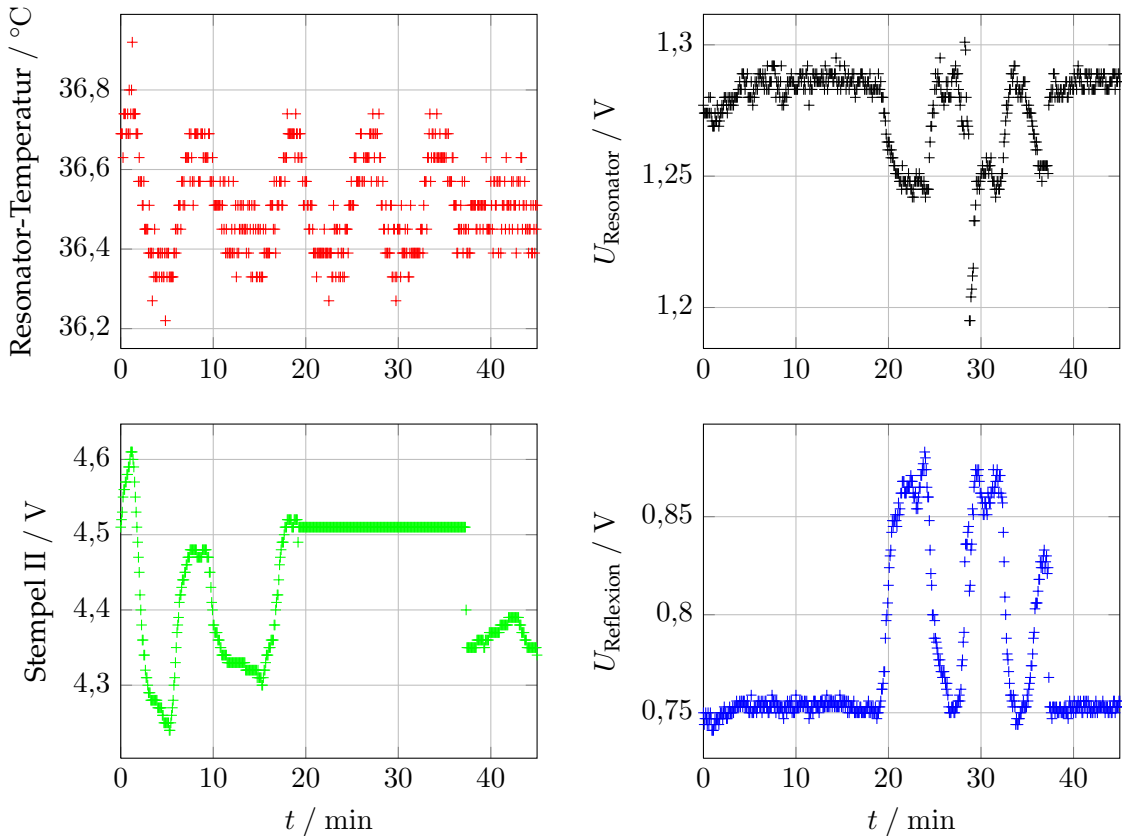 Resonator-Temperatur / °C
36,8
36,6
36,4
36,2
0 10 20 30 40
U_Resonator / V
1,3
1,25
1,2
0 10 20 30 40
Stempel II / V
4,6
4,5
4,4
4,3
0 10 20 30 40
t / min
U_Reflexion / V
0,85
0,8
0,75
0 10 20 30 40
t / min